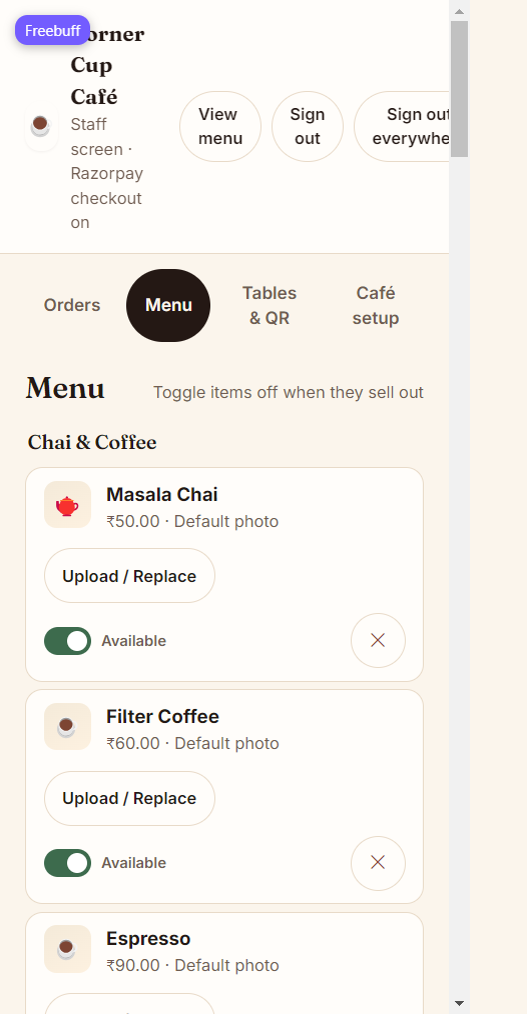 Freebuff
Corner
Cup
Café
Staff
screen ·
Razorpay
checkout
on
View
menu
Sign
out
Sign out
everywhe
Orders
Menu
Tables
& QR
Café
setup
Menu
Toggle items off when they sell out
Chai & Coffee
Masala Chai
₹50.00 · Default photo
Upload / Replace
Available
Filter Coffee
₹60.00 · Default photo
Upload / Replace
Available
Espresso
₹90.00 · Default photo